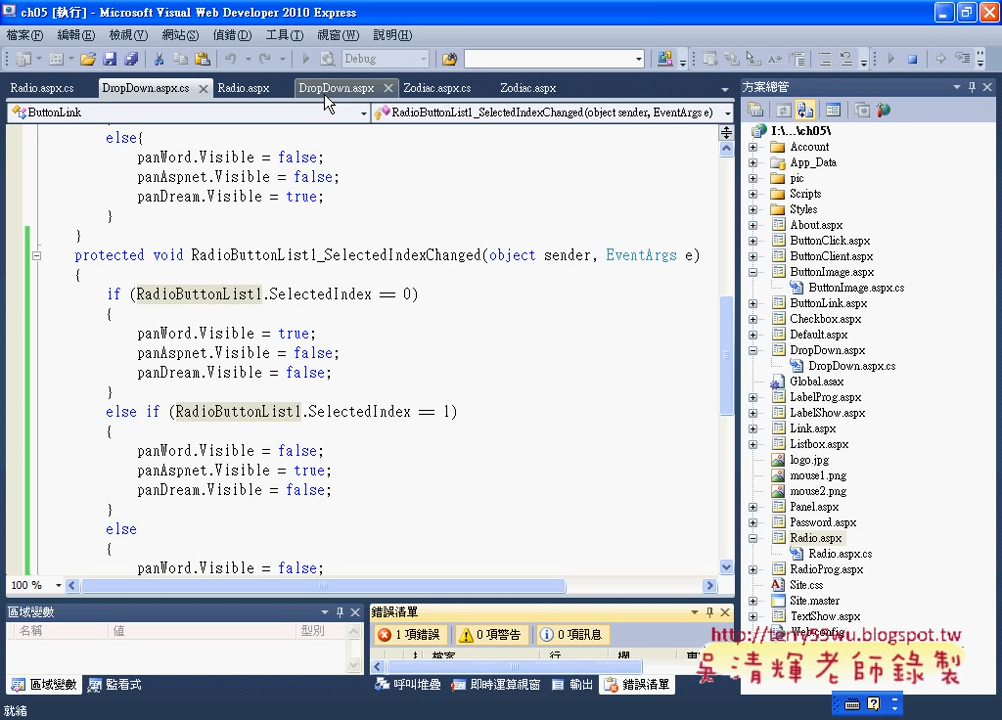 ch05 [執行] - Microsoft Visual Web Developer 2010 Express
檔案(F) 編輯(E) 檢視(V) 網站(S) 偵錯(D) 工具(T) 視窗(W) 說明(H)
Debug
Radio.aspx.cs DropDown.aspx.cs Radio.aspx DropDown.aspx Zodiac.aspx.cs Zodiac.aspx
ButtonLink RadioButtonList1_SelectedIndexChanged(object sender, EventArgs e)
else{
panWord.Visible = false;
panAspnet.Visible = false;
panDream.Visible = true;
}
}
protected void RadioButtonList1_SelectedIndexChanged(object sender, EventArgs e)
{
if (RadioButtonList1.SelectedIndex == 0)
{
panWord.Visible = true;
panAspnet.Visible = false;
panDream.Visible = false;
}
else if (RadioButtonList1.SelectedIndex == 1)
{
panWord.Visible = false;
panAspnet.Visible = true;
panDream.Visible = false;
}
else
{
panWord.Visible = false;
100 %
方案總管
I:\...\ch05\
Account
App_Data
pic
Scripts
Styles
About.aspx
ButtonClick.aspx
ButtonClient.aspx
ButtonImage.aspx
ButtonImage.aspx.cs
ButtonLink.aspx
Checkbox.aspx
Default.aspx
DropDown.aspx
DropDown.aspx.cs
Global.asax
LabelProg.aspx
LabelShow.aspx
Link.aspx
Listbox.aspx
logo.jpg
mouse1.png
mouse2.png
Panel.aspx
Password.aspx
Radio.aspx
Radio.aspx.cs
RadioProg.aspx
Site.css
Site.master
TextShow.aspx
Web.config
區域變數
名稱 值 型別
區域變數 監看式
錯誤清單
1 項錯誤 0 項警告 0 項訊息
呼叫堆疊 即時運算視窗 輸出 錯誤清單
http://terry55wu.blogspot.tw
吳清輝老師錄製
就緒